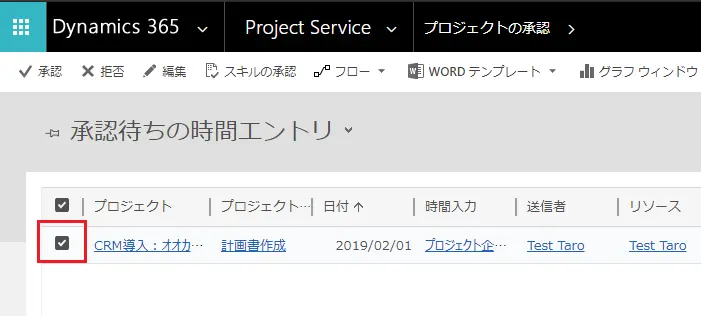 Dynamics 365 Project Service プロジェクトの承認
承認 拒否 編集 スキルの承認 フロー WORD テンプレート グラフ ウィンドウ
承認待ちの時間エントリ
プロジェクト プロジェクト… 日付 時間入力 送信者 リソース
CRM導入：オオカ… 計画書作成 2019/02/01 プロジェクト企… Test Taro Test Taro